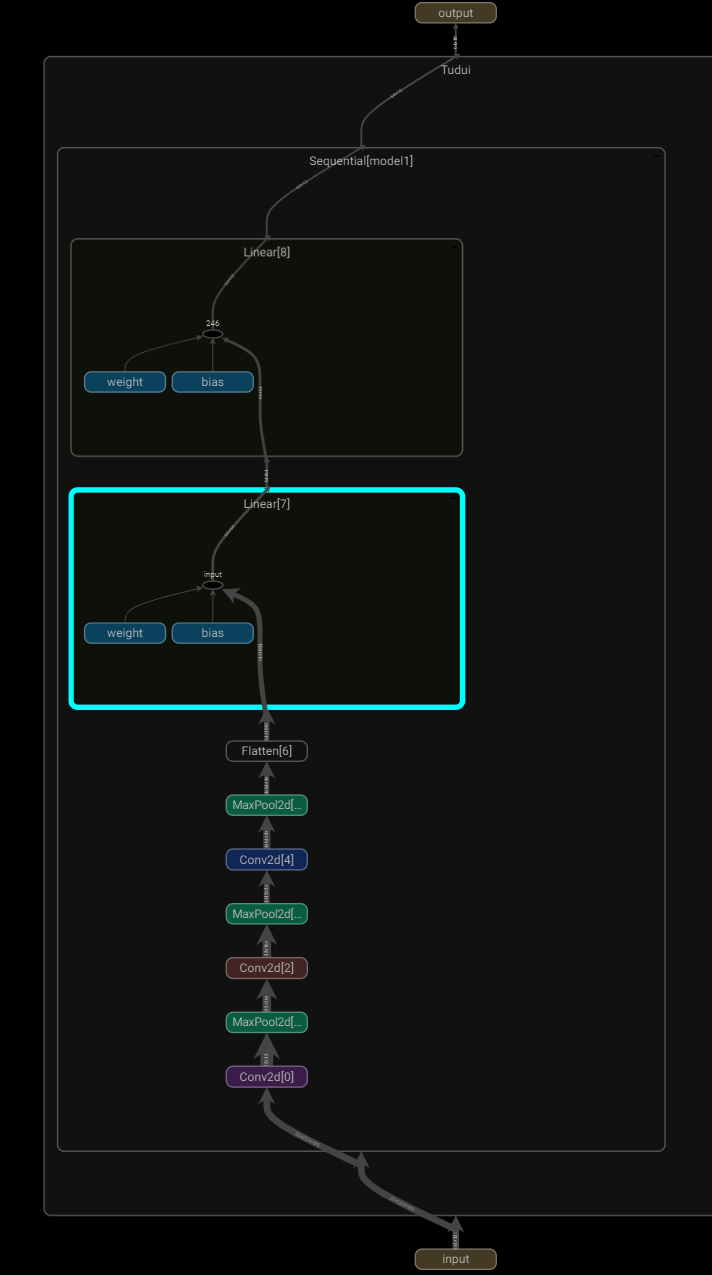 output
Tudui
Sequential[model1]
Linear[8]
246
weight
bias
Linear[7]
input
weight
bias
Flatten[6]
MaxPool2d[...
Conv2d[4]
MaxPool2d[...
Conv2d[2]
MaxPool2d[...
Conv2d[0]
input